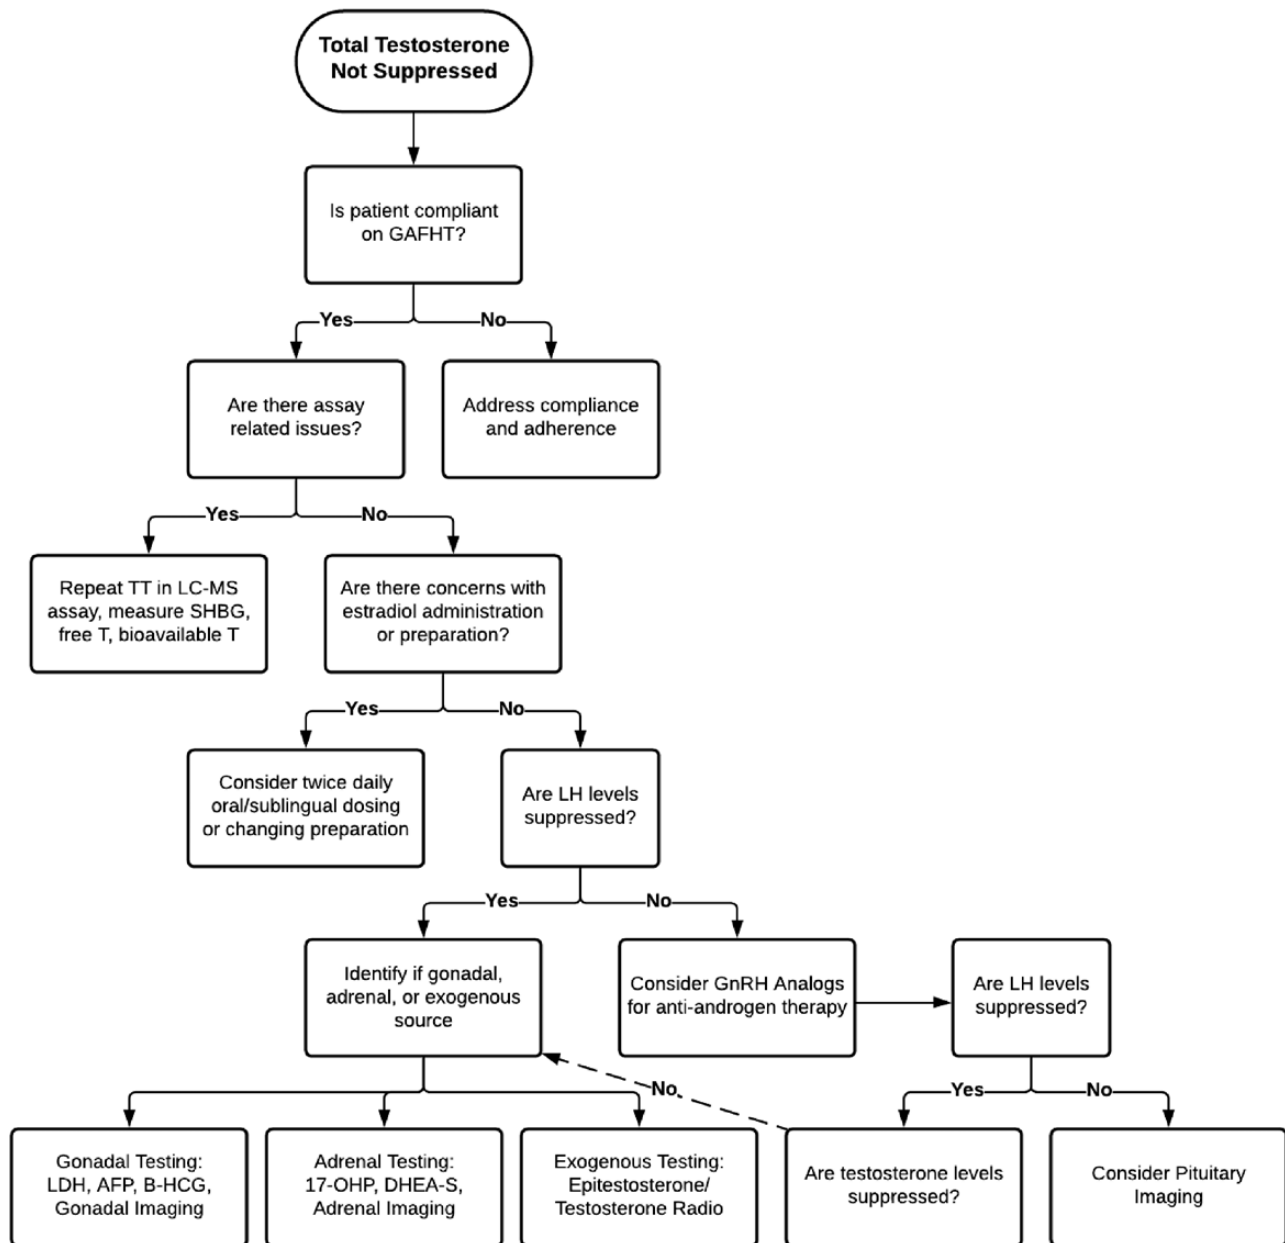 Total Testosterone
Not Suppressed
Is patient compliant
on GAFHT?
Yes
No
Are there assay
related issues?
Address compliance
and adherence
Yes
No
Repeat TT in LC-MS
assay, measure SHBG,
free T, bioavailable T
Are there concerns with
estradiol administration
or preparation?
Yes
No
Consider twice daily
oral/sublingual dosing
or changing preparation
Are LH levels
suppressed?
Yes
No
Identify if gonadal,
adrenal, or exogenous
source
Consider GnRH Analogs
for anti-androgen therapy
Are LH levels
suppressed?
No
Yes
No
Gonadal Testing:
LDH, AFP, B-HCG,
Gonadal Imaging
Adrenal Testing:
17-OHP, DHEA-S,
Adrenal Imaging
Exogenous Testing:
Epitestosterone/
Testosterone Radio
Are testosterone levels
suppressed?
Consider Pituitary
Imaging